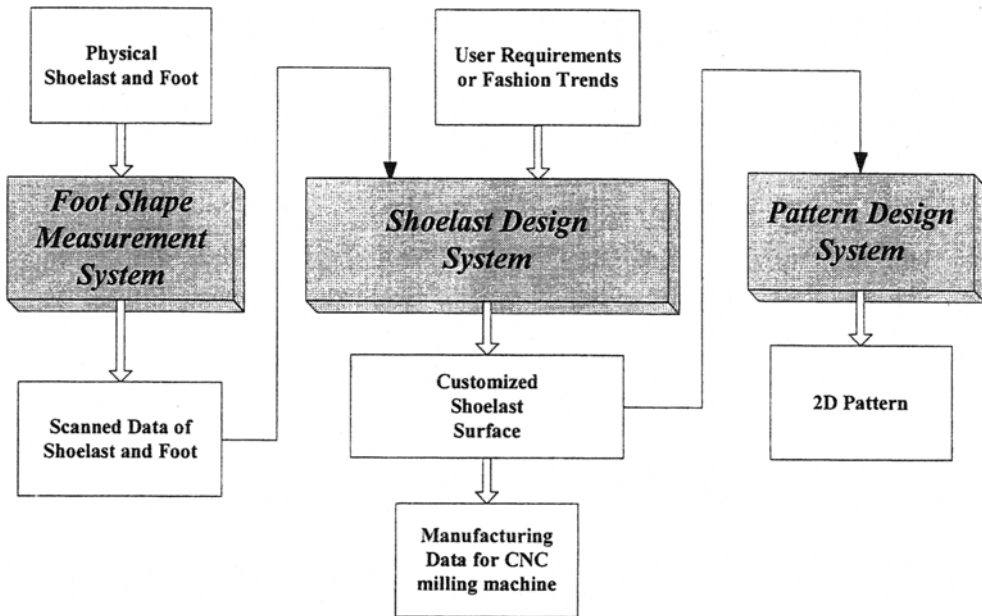 Physical
Shoelast and Foot
Foot Shape
Measurement
System
Scanned Data of
Shoelast and Foot
User Requirements
or Fashion Trends
Shoelast Design
System
Customized
Shoelast
Surface
Manufacturing
Data for CNC
milling machine
Pattern Design
System
2D Pattern